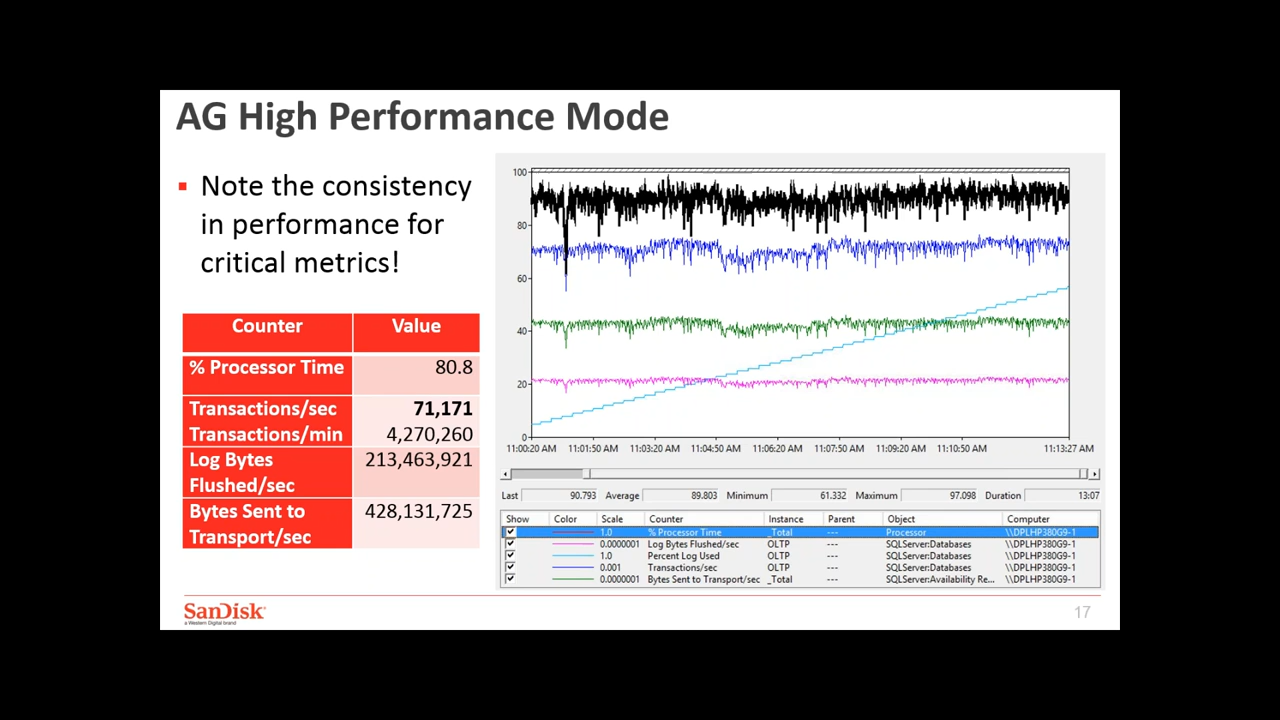 AG High Performance Mode
Note the consistency
in performance for
critical metrics!
Counter Value
% Processor Time 80.8
Transactions/sec 71,171
Transactions/min 4,270,260
Log Bytes
Flushed/sec
213,463,921
Bytes Sent to
Transport/sec
428,131,725
100
80
60
40
20
0
11:00:20 AM 11:01:50 AM 11:03:20 AM 11:04:50 AM 11:06:20 AM 11:07:50 AM 11:09:20 AM 11:10:50 AM 11:13:27 AM
Last 90.793 Average 89.803 Minimum 61.332 Maximum 97.098 Duration 13:07
Show Color Scale Counter Instance Parent Object Computer
1.0 % Processor Time _Total --- Processor \\DPLHP380G9-1
0.0000001 Log Bytes Flushed/sec OLTP --- SQLServer:Databases \\DPLHP380G9-1
1.0 Percent Log Used OLTP --- SQLServer:Databases \\DPLHP380G9-1
0.001 Transactions/sec OLTP --- SQLServer:Databases \\DPLHP380G9-1
0.0000001 Bytes Sent to Transport/sec _Total --- SQLServer:Availability Re... \\DPLHP380G9-1
SanDisk
a Western Digital brand
17